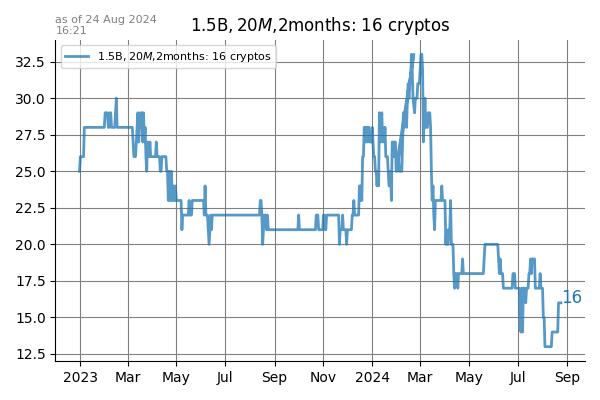 as of 24 Aug 2024
16:21
1.5B, 20M,2months: 16 cryptos
1.5B, 20M,2months: 16 cryptos
32.5
30.0
27.5
25.0
22.5
20.0
17.5
15.0
12.5
16
2023 Mar May Jul Sep Nov 2024 Mar May Jul Sep